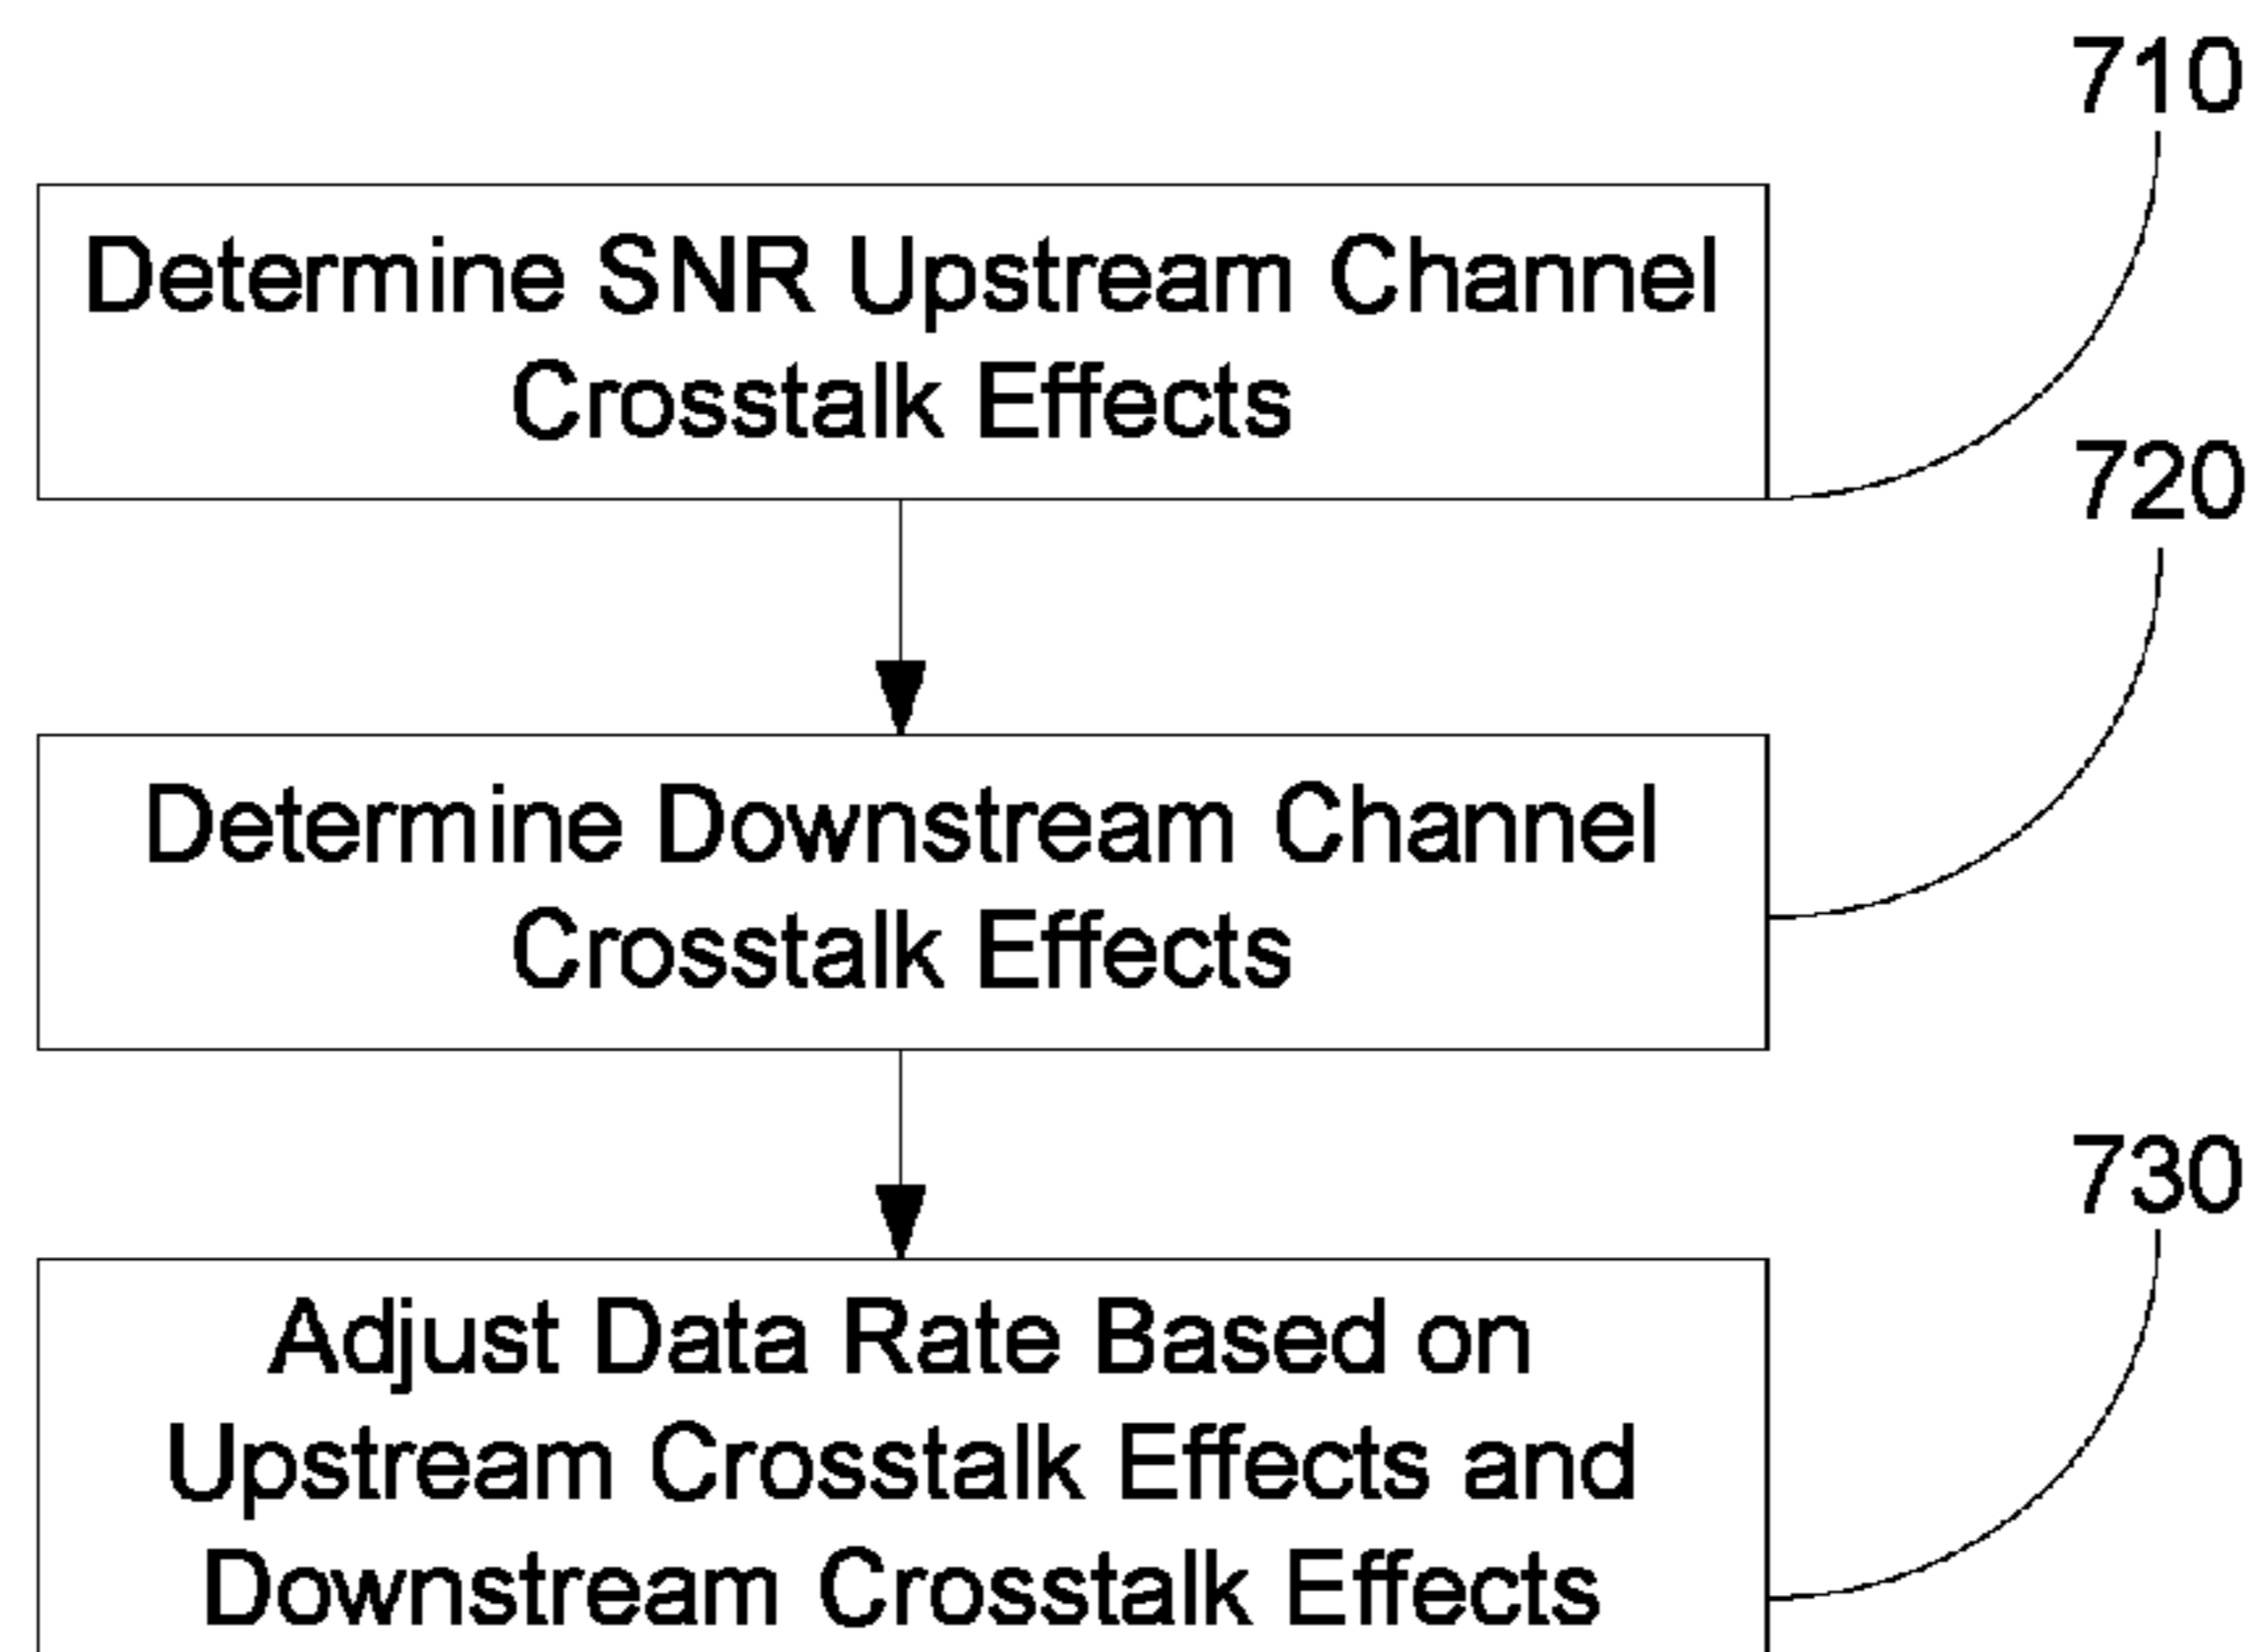 710
Determine SNR Upstream Channel
Crosstalk Effects
720
Determine Downstream Channel
Crosstalk Effects
730
Adjust Data Rate Based on
Upstream Crosstalk Effects and
Downstream Crosstalk Effects